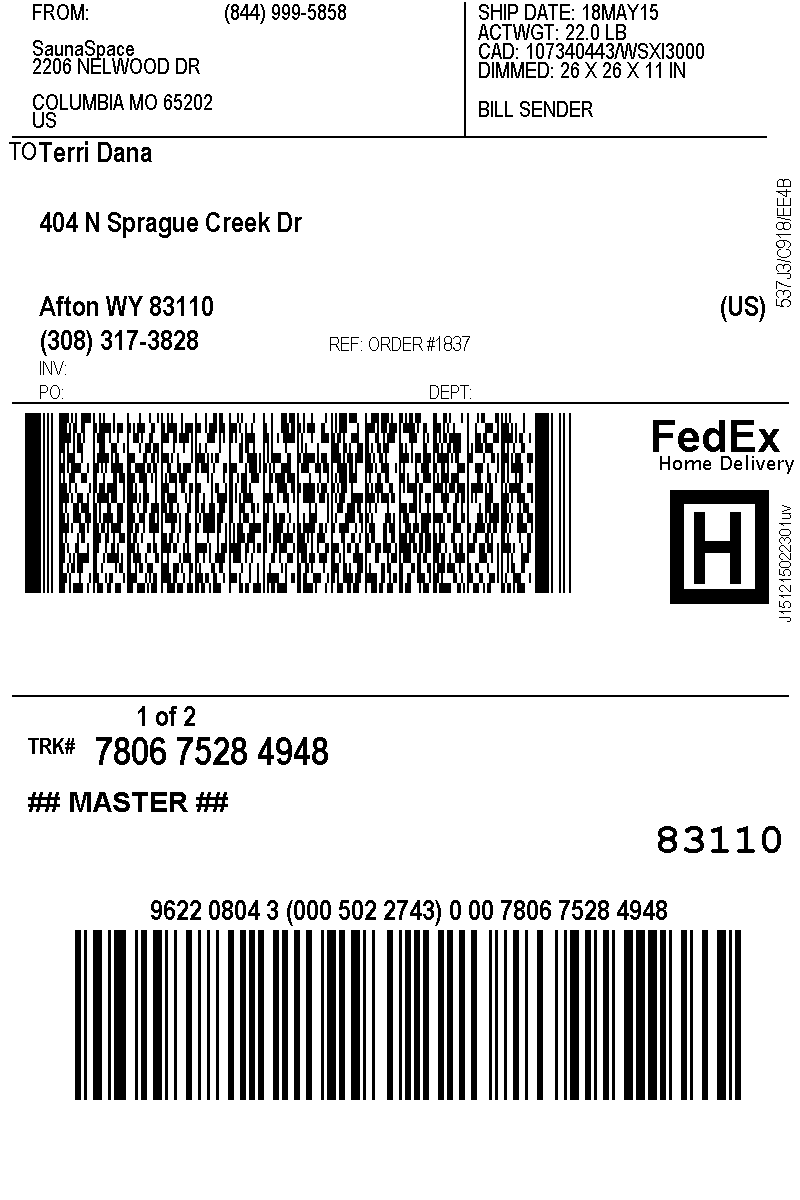 FROM: (844) 999-5858
SaunaSpace
2206 NELWOOD DR
COLUMBIA MO 65202
US
SHIP DATE: 18MAY15
ACTWGT: 22.0 LB
CAD: 107340443/WSXI3000
DIMMED: 26 X 26 X 11 IN
BILL SENDER
TO Terri Dana
404 N Sprague Creek Dr
Afton WY 83110 (US)
(308) 317-3828 REF: ORDER #1837
INV:
PO: DEPT:
537J3/C918/EE4B
FedEx
Home Delivery
H
J151215022301uv
1 of 2
TRK# 7806 7528 4948
## MASTER ##
83110
9622 0804 3 (000 502 2743) 0 00 7806 7528 4948